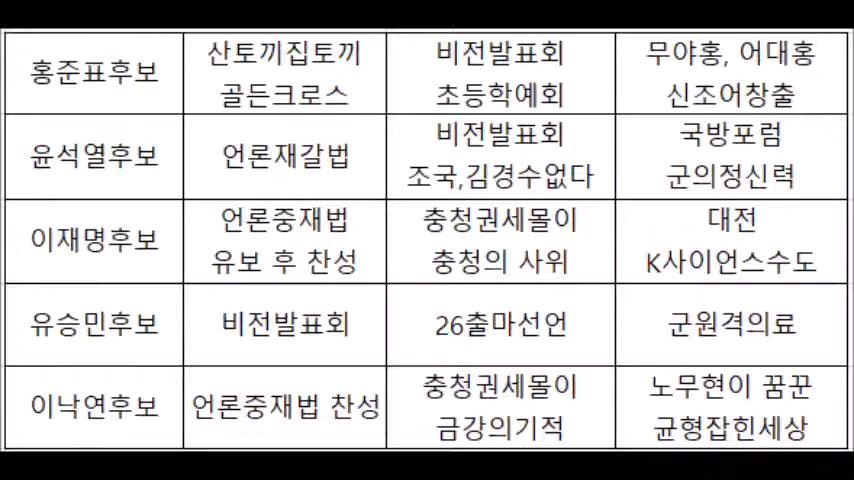 홍준표후보
산토끼집토끼
골든크로스
비전발표회
초등학예회
무야홍, 어대홍
신조어창출
윤석열후보
언론재갈법
비전발표회
조국,김경수없다
국방포럼
군의정신력
이재명후보
언론중재법
유보 후 찬성
충청권세몰이
충청의 사위
대전
K사이언스수도
유승민후보
비전발표회
26출마선언
군원격의료
이낙연후보
언론중재법 찬성
충청권세몰이
금강의기적
노무현이 꿈꾼
균형잡힌세상